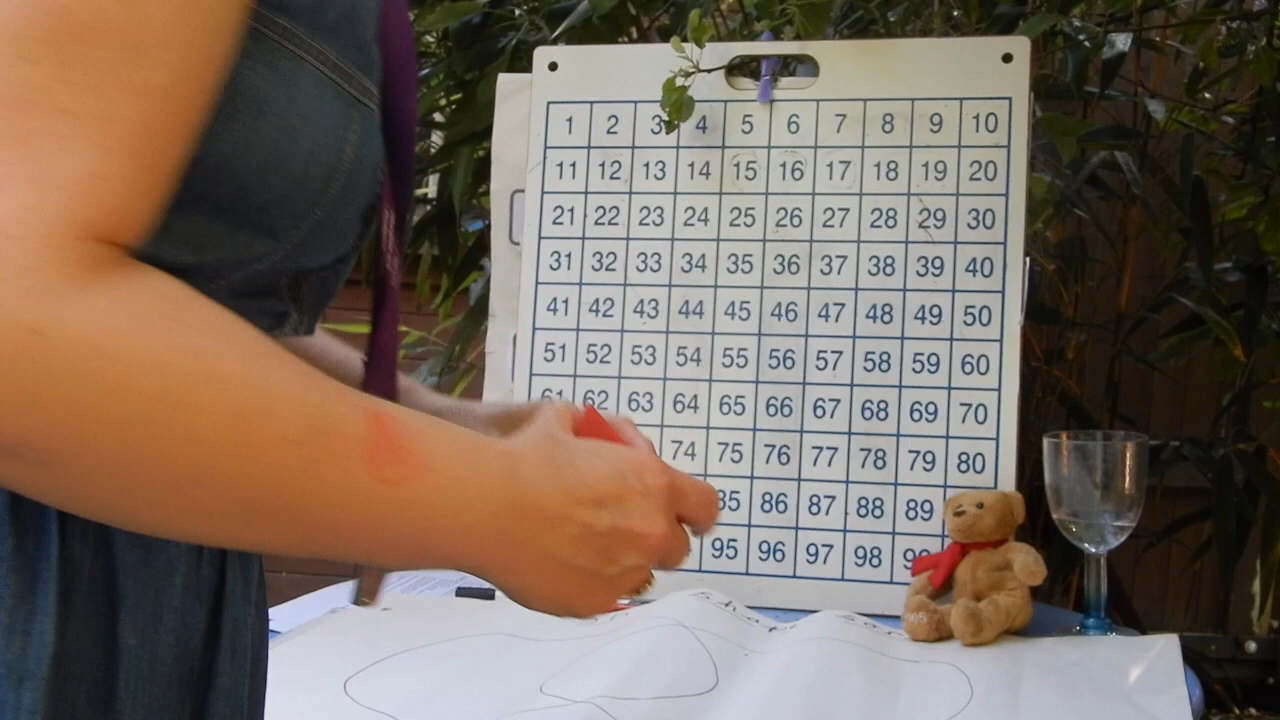 1 2 3 4 5 6 7 8 9 10
11 12 13 14 15 16 17 18 19 20
21 22 23 24 25 26 27 28 29 30
31 32 33 34 35 36 37 38 39 40
41 42 43 44 45 46 47 48 49 50
51 52 53 54 55 56 57 58 59 60
61 62 63 64 65 66 67 68 69 70
74 75 76 77 78 79 80
85 86 87 88 89
95 96 97 98 99